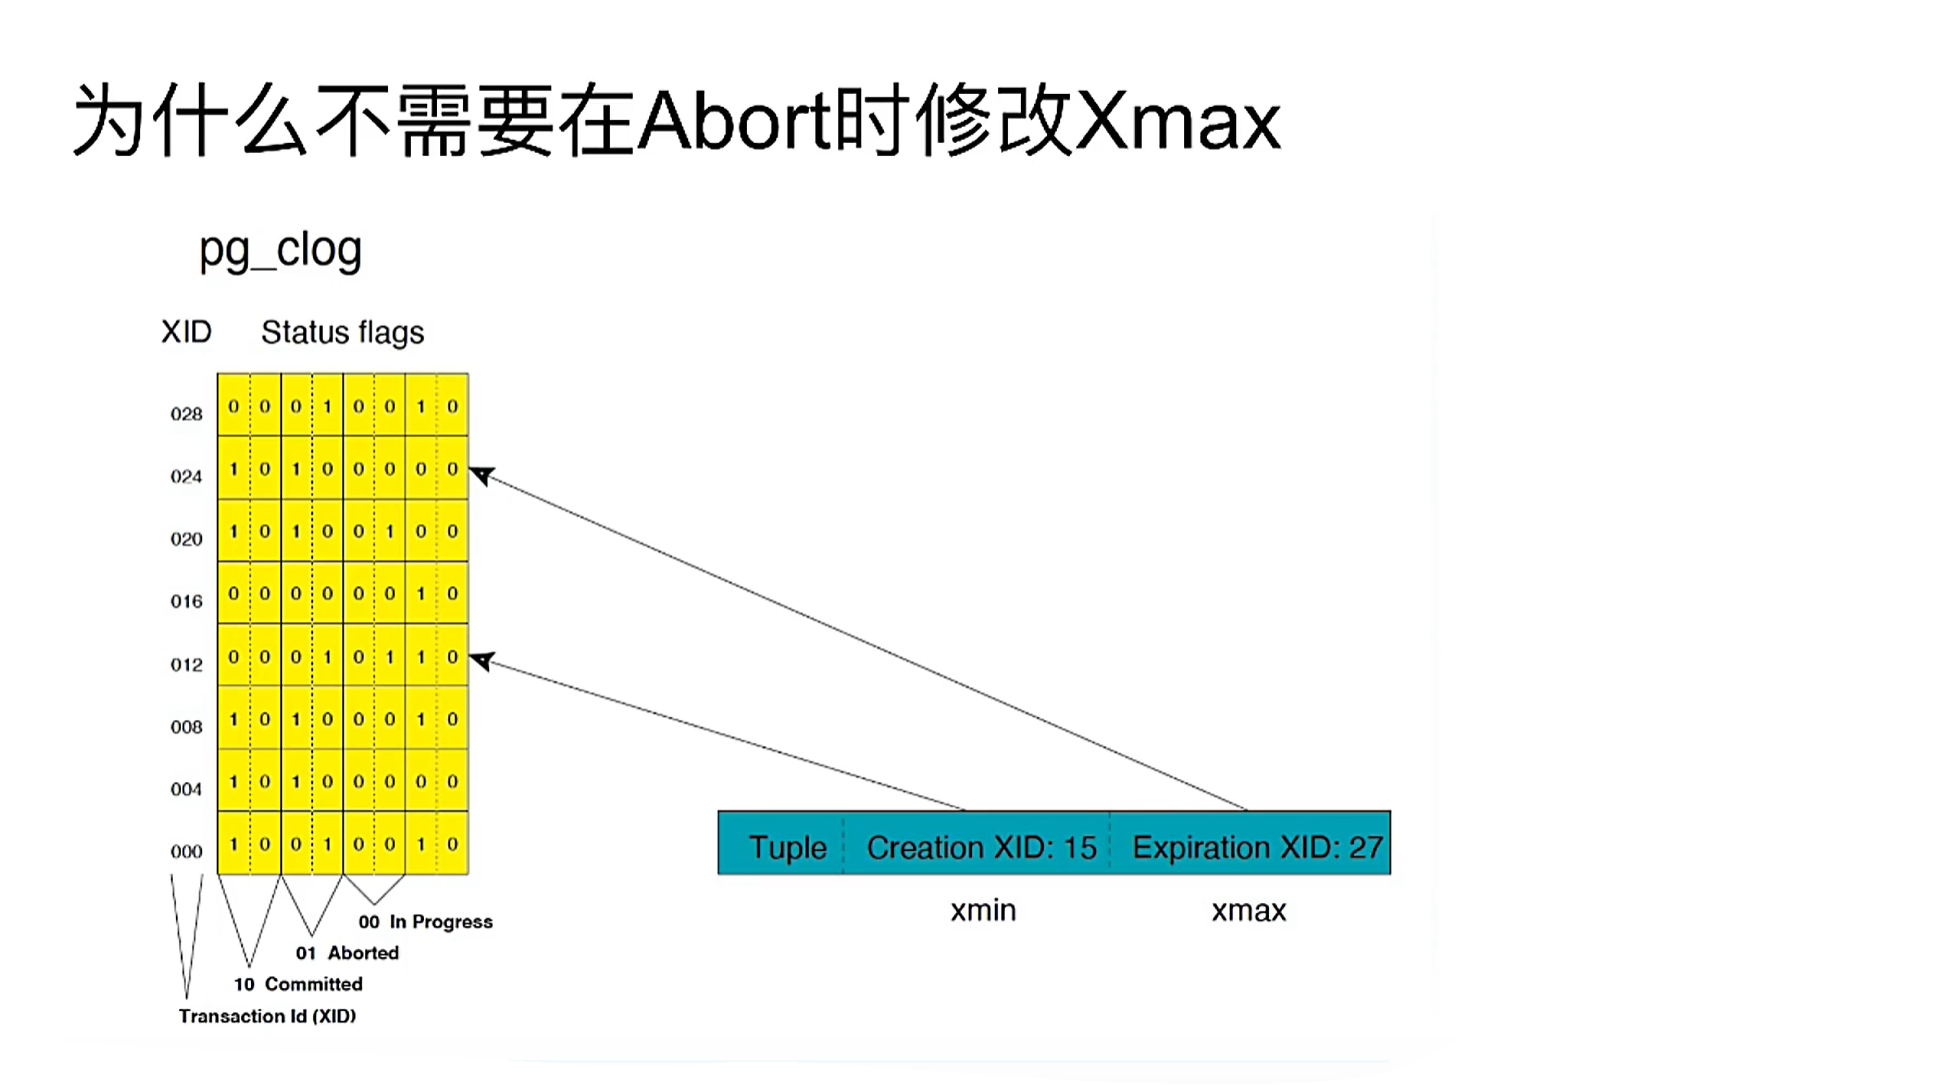 为什么不需要在Abort时修改Xmax
pg_clog
XID Status flags
028 0 0 0 1 0 0 1 0
024 1 0 1 0 0 0 0 0
020 1 0 1 0 0 1 0 0
016 0 0 0 0 0 0 1 0
012 0 0 0 1 0 1 1 0
008 1 0 1 0 0 0 1 0
004 1 0 1 0 0 0 0 0
000 1 0 0 1 0 0 1 0
Tuple Creation XID: 15 Expiration XID: 27
xmin xmax
00 In Progress
01 Aborted
10 Committed
Transaction Id (XID)